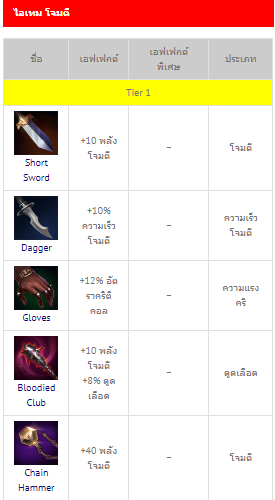 ไอเทม โจมตี
ชื่อ เอฟเฟกต์ เอฟเฟกต์ ประเภท
พิเศษ
Tier 1
+10 พลัง
โจมตี
–
โจมตี
Short
Sword
+10%
ความเร็ว
โจมตี
–
ความเร็ว
โจมตี
Dagger
+12% อัต
ราคริติ
คอล
–
ความแรง
คริ
Gloves
+10 พลัง
โจมตี
+8% ดูด
เลือด
–
ดูดเลือด
Bloodied
Club
+40 พลัง
โจมตี
–
โจมตี
Chain
Hammer